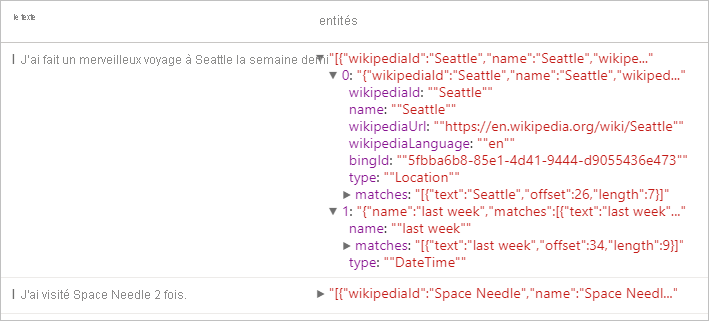 le texte
entités
J'ai fait un merveilleux voyage à Seattle la semaine derni
"[{"wikipediaId":"Seattle","name":"Seattle","wikipe..."
0: "{"wikipediaId":"Seattle","name":"Seattle","wikiped..."
wikipediaId: ""Seattle""
name: ""Seattle""
wikipediaUrl: ""https://en.wikipedia.org/wiki/Seattle""
wikipediaLanguage: ""en""
bingId: ""5fbba6b8-85e1-4d41-9444-d9055436e473""
type: ""Location""
matches: "[{"text":"Seattle","offset":26,"length":7}]"
1: "{"name":"last week","matches":[{"text":"last week"..."
name: ""last week""
matches: "[{"text":"last week","offset":34,"length":9}]"
type: ""DateTime""
J'ai visité Space Needle 2 fois.
"[{"wikipediaId":"Space Needle","name":"Space Needl..."